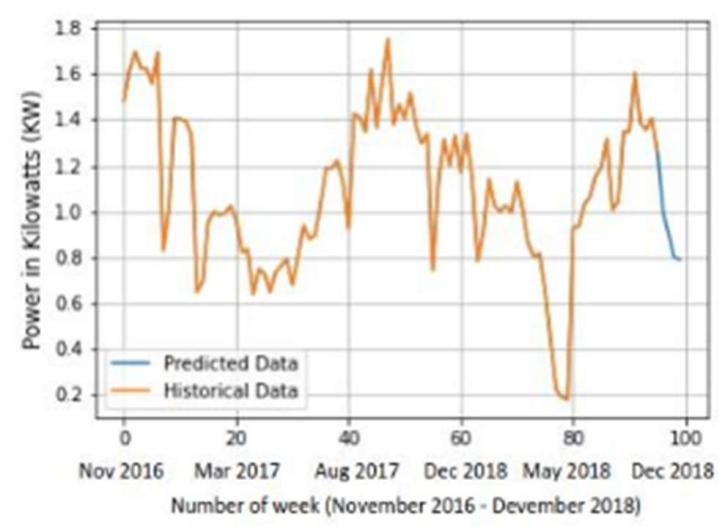 1.8
1.6
1.4
1.2
1.0
0.8
0.6
0.4
0.2
Power in Kilowatts (KW)
Predicted Data
Historical Data
0 20 40 60 80 100
Nov 2016 Mar 2017 Aug 2017 Dec 2018 May 2018 Dec 2018
Number of week (November 2016 - Devember 2018)